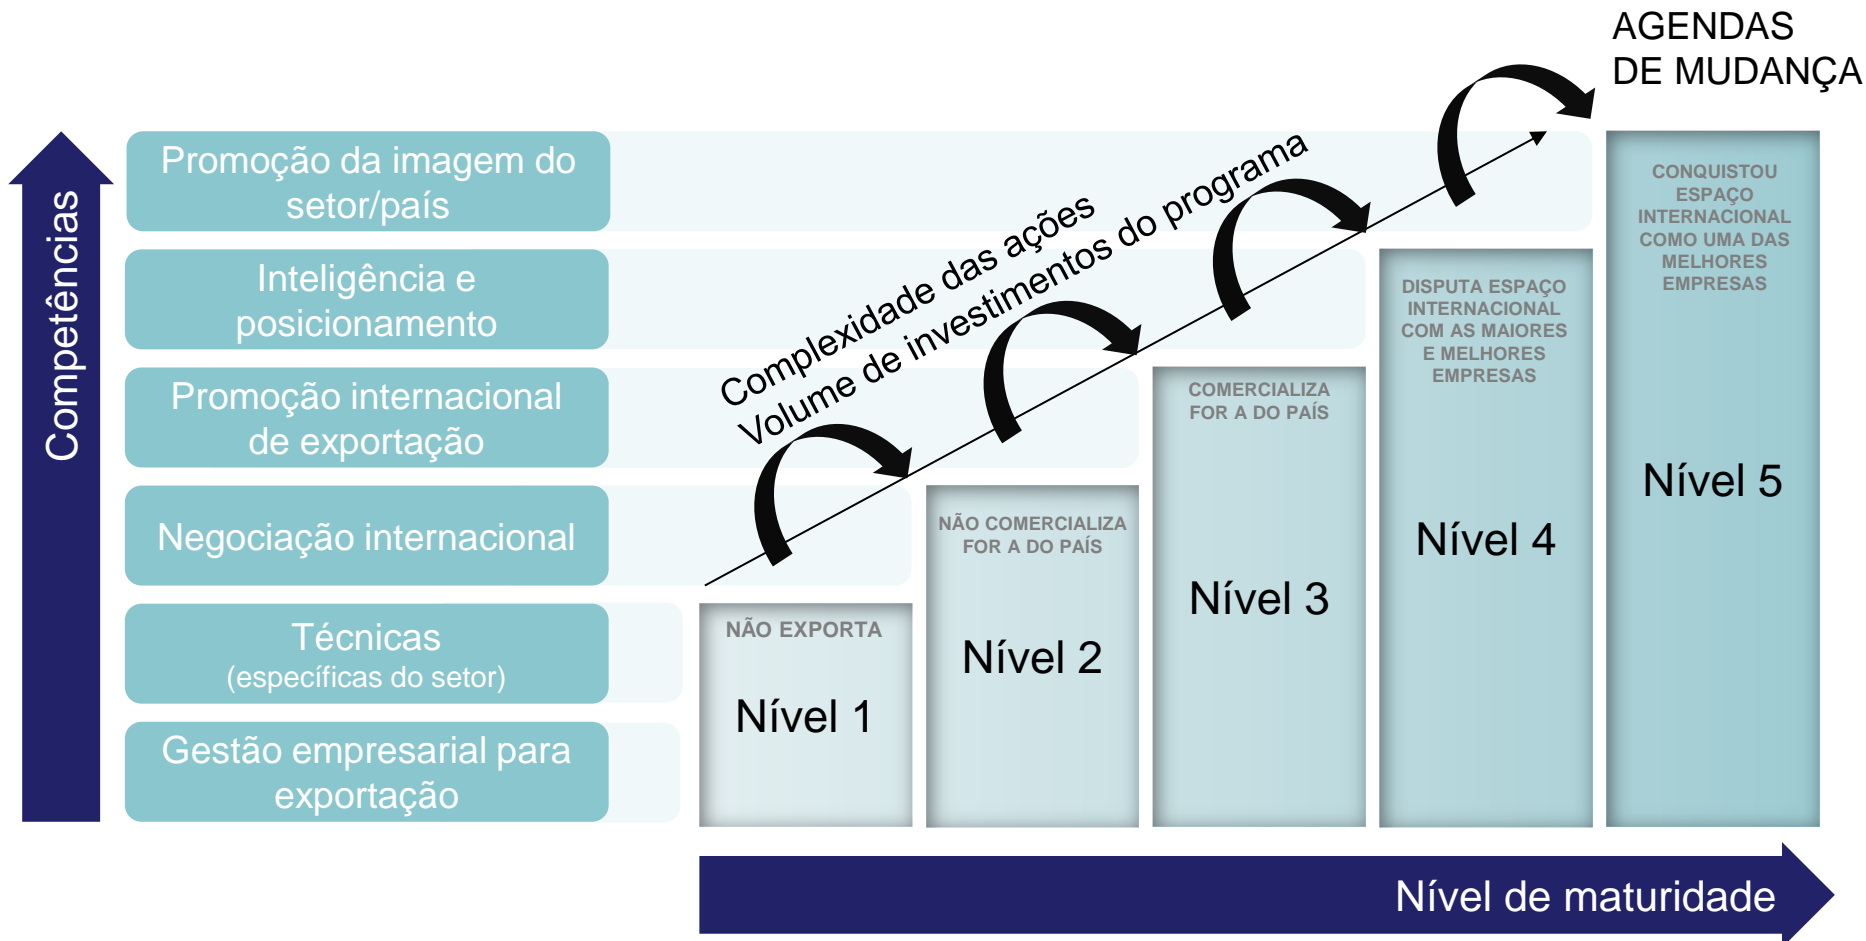 AGENDAS
DE MUDANÇA
Competências
Promoção da imagem do
setor/país
Inteligência e
posicionamento
Promoção internacional
de exportação
Negociação internacional
Técnicas
(específicas do setor)
Gestão empresarial para
exportação
Complexidade das ações
Volume de investimentos do programa
NÃO EXPORTA
Nível 1
NÃO COMERCIALIZA
FOR A DO PAÍS
Nível 2
COMERCIALIZA
FOR A DO PAÍS
Nível 3
DISPUTA ESPAÇO
INTERNACIONAL
COM AS MAIORES
E MELHORES
EMPRESAS
Nível 4
CONQUISTOU
ESPAÇO
INTERNACIONAL
COMO UMA DAS
MELHORES
EMPRESAS
Nível 5
Nível de maturidade